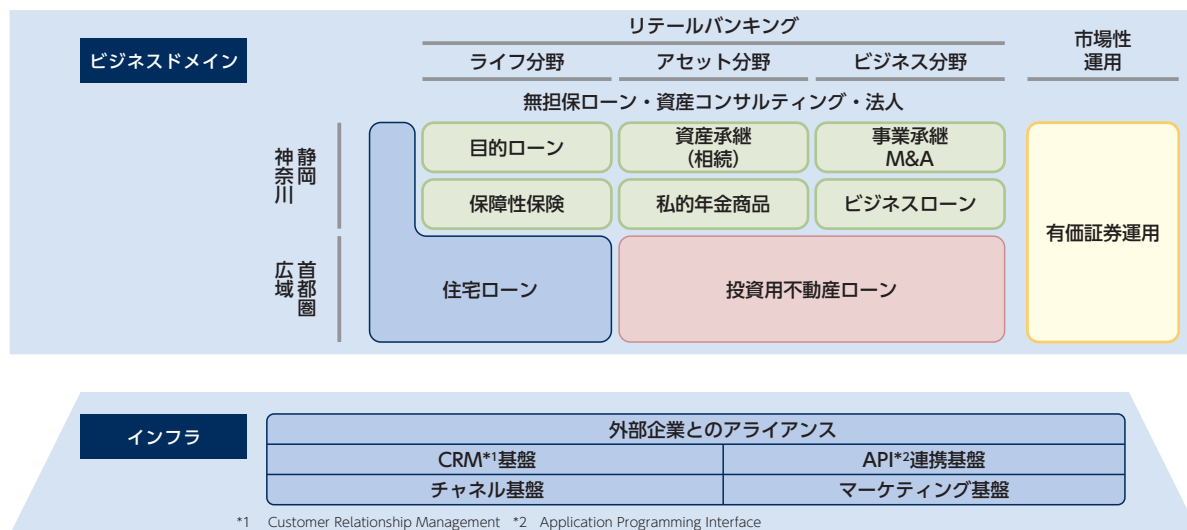 ビジネスドメイン
リテールバンキング
市場性
運用
ライフ分野
アセット分野
ビジネス分野
無担保ローン・資産コンサルティング・法人
静岡
神奈川
目的ローン
資産承継
(相続)
事業承継
M&A
保障性保険
私的年金商品
ビジネスローン
有価証券運用
首都圏
広域
住宅ローン
投資用不動産ローン
インフラ
外部企業とのアライアンス
CRM*1基盤
API*2連携基盤
チャネル基盤
マーケティング基盤
*1 Customer Relationship Management *2 Application Programming Interface